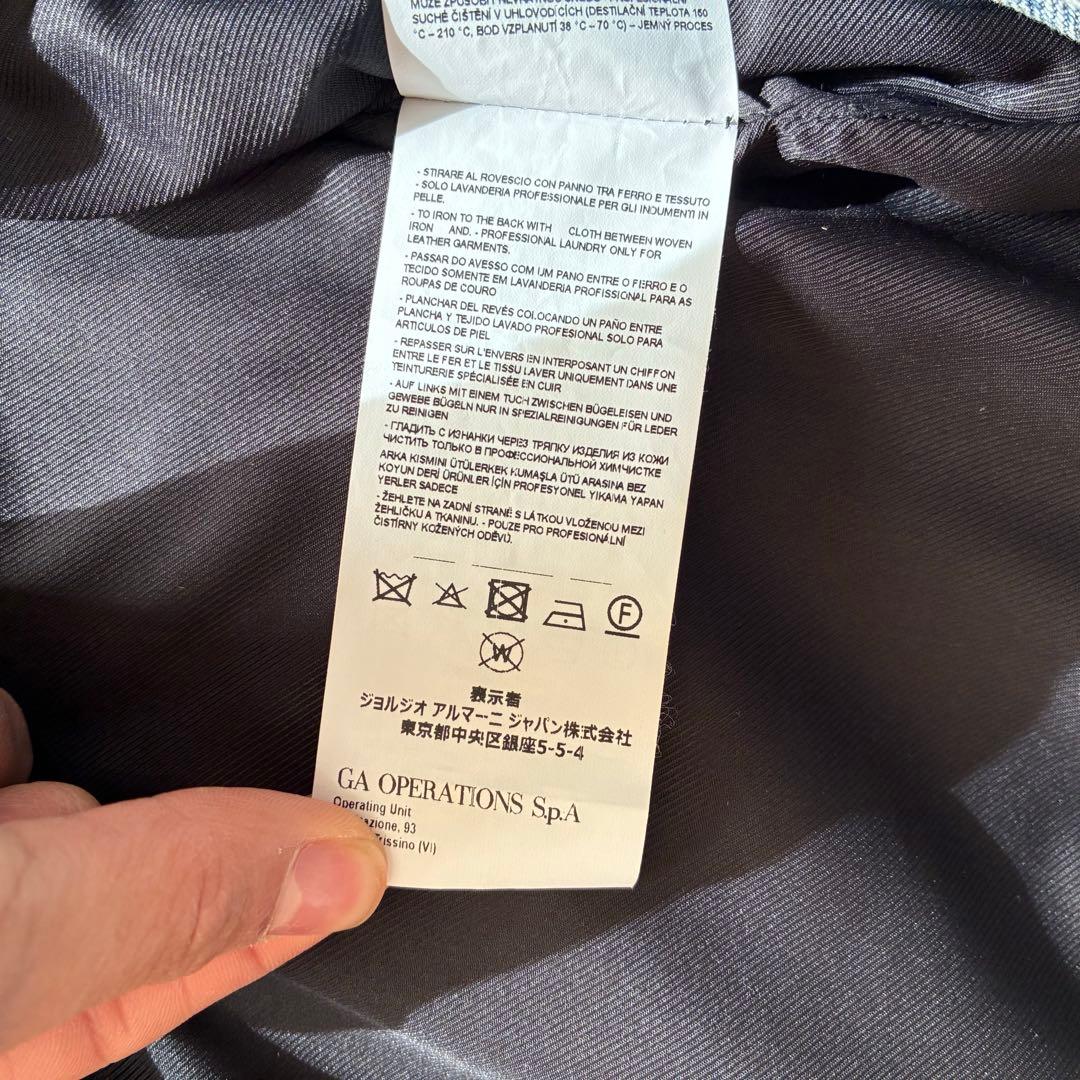 SUCHÉ ČIŠTĚNÍ V UHLOVODÍCÍCH (DESTILAČNÍ TEPLOTA 150
°C – 210 °C, BOD VZPLANUTÍ 38 °C – 70 °C) – JEMNÝ PROCES
- STIRARE AL ROVESCIO CON PANNO TRA FERRO E TESSUTO
- SOLO LAVANDERIA PROFESSIONALE PER GLI INDUMENTI IN
PELLE.
- TO IRON TO THE BACK WITH CLOTH BETWEEN WOVEN
IRON AND. - PROFESSIONAL LAUNDRY ONLY FOR
LEATHER GARMENTS.
- PASSAR DO AVESSO COM UM PANO ENTRE O FERRO E O
TECIDO SOMENTE EM LAVANDERIA PROFISSIONAL PARA AS
ROUPAS DE COURO
- PLANCHAR DEL REVÉS COLOCANDO UN PAÑO ENTRE
PLANCHA Y TEJIDO LAVADO PROFESIONAL SOLO PARA
ARTICULOS DE PIEL
- REPASSER SUR L'ENVERS EN INTERPOSANT UN CHIFFON
ENTRE LE FER ET LE TISSU LAVER UNIQUEMENT DANS UNE
TEINTURERIE SPÉCIALISÉE EN CUIR
- AUF LINKS MIT EINEM TUCH ZWISCHEN BÜGELEISEN UND
GEWEBE BÜGELN NUR IN SPEZIALREINIGUNGEN FÜR LEDER
ZU REINIGEN
- ГЛАДИТЬ С ИЗНАНКИ ЧЕРЕЗ ТРЯПКУ ИЗДЕЛИЯ ИЗ КОЖИ
ЧИСТИТЬ ТОЛЬКО В ПРОФЕССИОНАЛЬНОЙ ХИМЧИСТКЕ
ARKA KISMINI ÜTÜLERKEK KUMAŞLA ÜTÜ ARASINA BEZ
KOYUN DERİ ÜRÜNLER İÇİN PROFESYONEL YIKAMA YAPAN
YERLER SADECE
- ŽEHLETE NA ZADNÍ STRANĚ S LÁTKOU VLOŽENOU MEZI
ŽEHLIČKU A TKANINU. - POUZE PRO PROFESIONÁLNÍ
ČISTÍRNY KOŽENÝCH ODĚVŮ.
F
W
表示者
ジョルジオ アルマーニ ジャパン株式会社
東京都中央区銀座5-5-4
GA OPERATIONS S.p.A
Operating Unit
93
Trissino (VI)